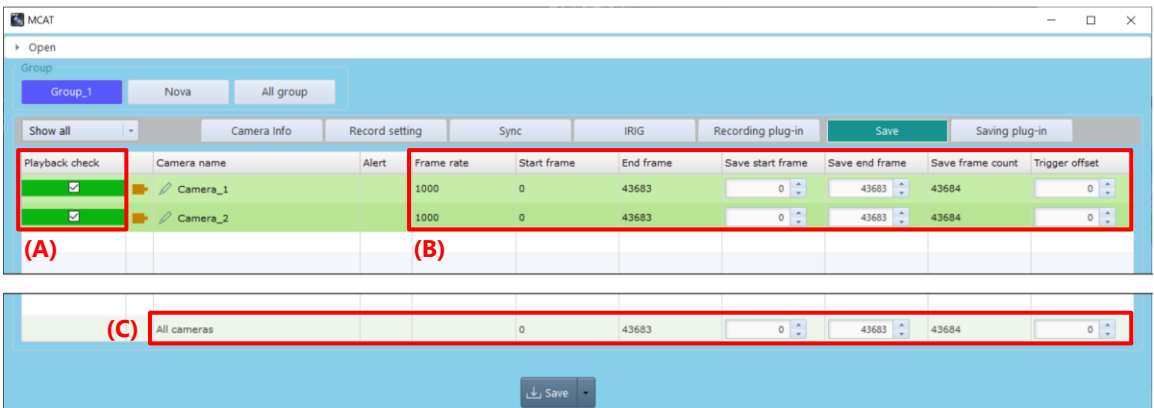 MCAT
Open
Group
Group_1 Nova All group
Show all Camera Info Record setting Sync IRIG Recording plug-in Save Saving plug-in
Playback check Camera name Alert Frame rate Start frame End frame Save start frame Save end frame Save frame count Trigger offset
Camera_1 1000 0 43683 0 43683 43684 0
Camera_2 1000 0 43683 0 43683 43684 0
(A) (B)
(C) All cameras 0 43683 0 43683 43684 0
Save